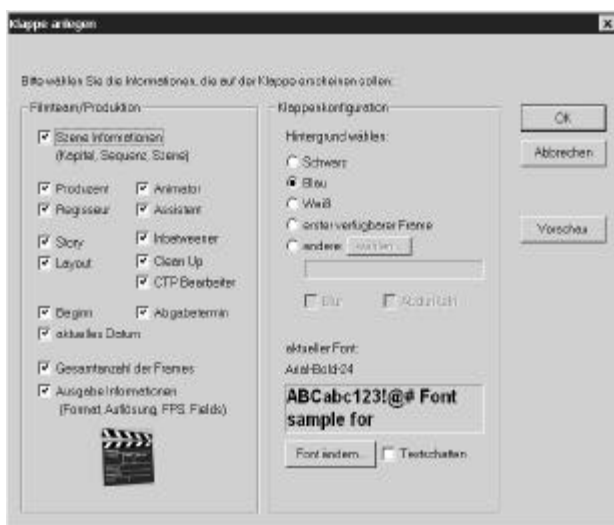 Klappe anlegen
Bitte wählen Sie die Informationen, die auf der Klappe erscheinen sollen:
Filmteam/Produktion
Szene Informationen
(Kapitel, Sequenz, Szene)
Produzent
Animator
Regisseur
Assistent
Story
Inbetweener
Layout
Clean Up
CTP Bearbeiter
Beginn
Abgabetermin
aktuelles Datum
Gesamtanzahl der Frames
Ausgabe Informationen
(Format, Auflösung, FPS, Fields)
Klappenkonfiguration
Hintergrund wählen:
Schwarz
Blau
Weiß
erster verfügbarer Frame
andere:
wählen...
Blur
Abdunkeln
aktueller Font:
Arial-Bold-24
ABCabc123!@# Font
sample for
Font ändern...
Textschatten
OK
Abbrechen
Vorschau